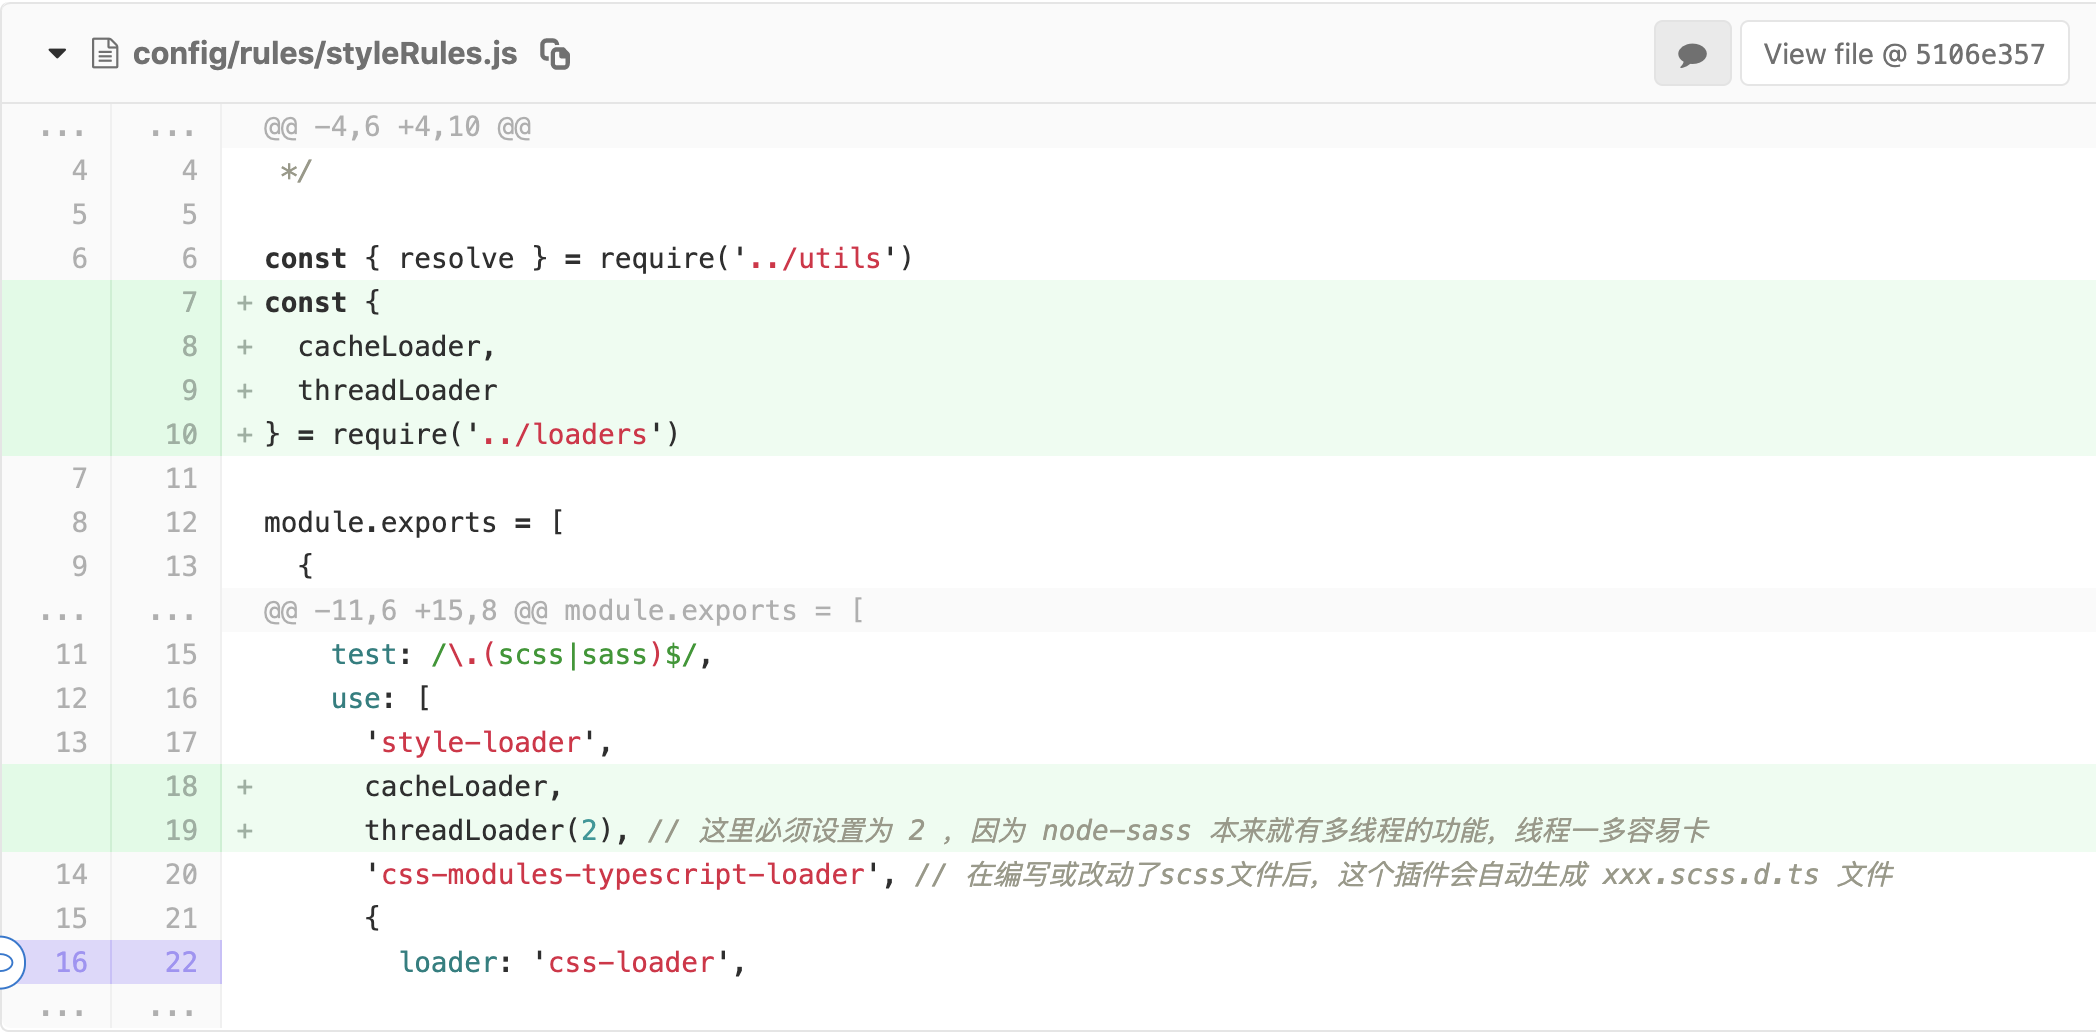 config/rules/styleRules.js
View file @ 5106e357
... ... @@ -4,6 +4,10 @@
4 4 */
5 5
6 6 const { resolve } = require('../utils')
7 + const {
8 + cacheLoader,
9 + threadLoader
10 + } = require('../loaders')
7 11
8 12 module.exports = [
9 13 {
... ... @@ -11,6 +15,8 @@ module.exports = [
11 15 test: /\.(scss|sass)$/,
12 16 use: [
13 17 'style-loader',
18 + cacheLoader,
19 + threadLoader(2), // 这里必须设置为 2 ，因为 node-sass 本来就有多线程的功能，线程一多容易卡
14 20 'css-modules-typescript-loader', // 在编写或改动了scss文件后，这个插件会自动生成 xxx.scss.d.ts 文件
15 21 {
16 22 loader: 'css-loader',
... ...